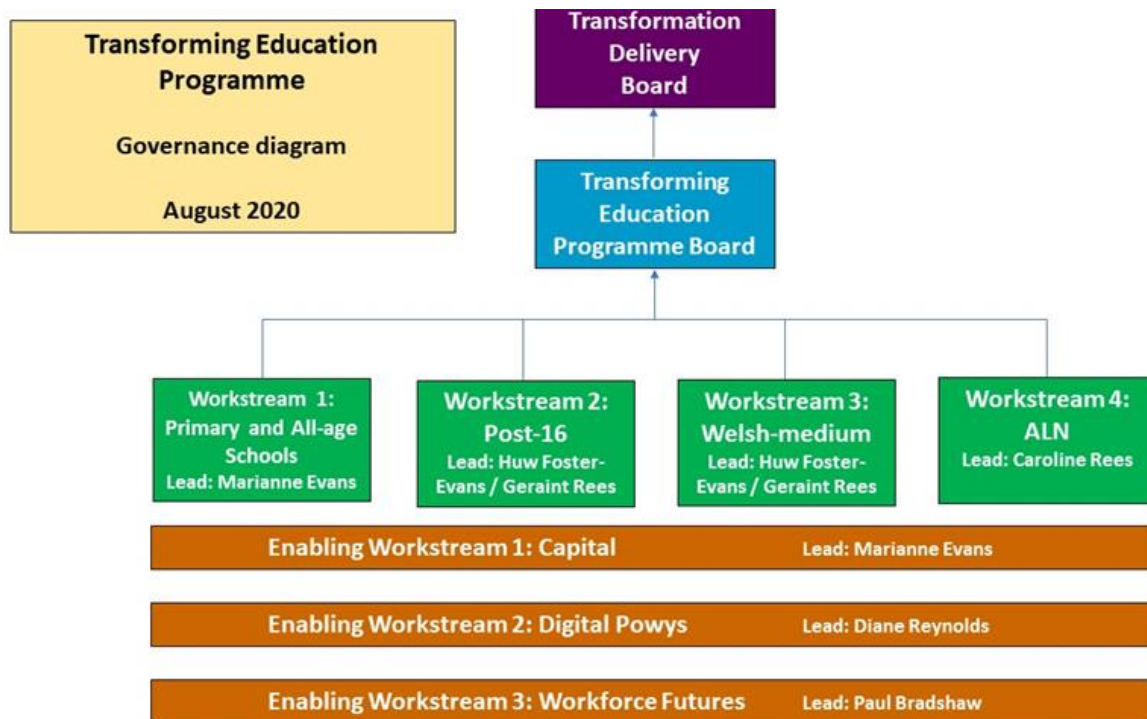 Transforming Education
Programme
Governance diagram
August 2020
Transformation
Delivery
Board
Transforming
Education
Programme Board
Workstream 1:
Primary and All-age
Schools
Lead: Marianne Evans
Workstream 2:
Post-16
Lead: Huw Foster-
Evans / Geraint Rees
Workstream 3:
Welsh-medium
Lead: Huw Foster-
Evans / Geraint Rees
Workstream 4:
ALN
Lead: Caroline Rees
Enabling Workstream 1: Capital Lead: Marianne Evans
Enabling Workstream 2: Digital Powys Lead: Diane Reynolds
Enabling Workstream 3: Workforce Futures Lead: Paul Bradshaw